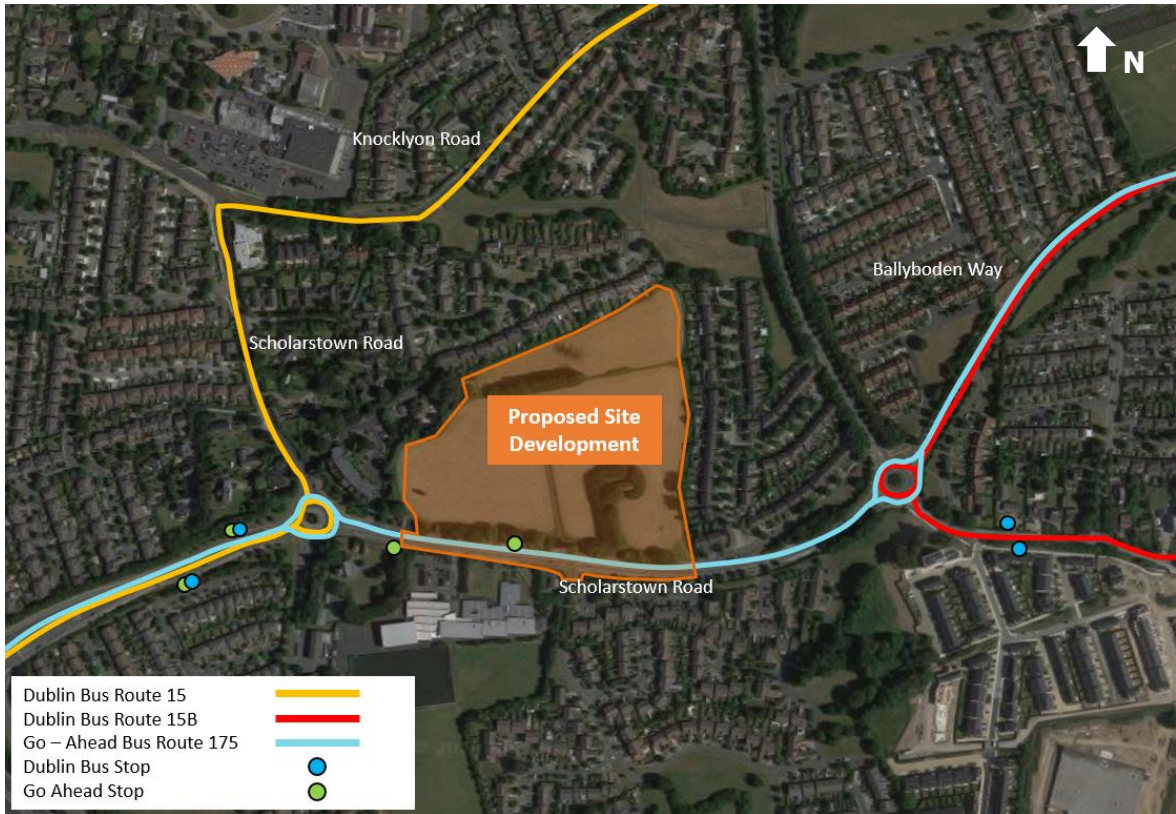 N
Knocklyon Road
Ballyboden Way
Scholarstown Road
Proposed Site
Development
Scholarstown Road
Dublin Bus Route 15
Dublin Bus Route 15B
Go – Ahead Bus Route 175
Dublin Bus Stop
Go Ahead Stop